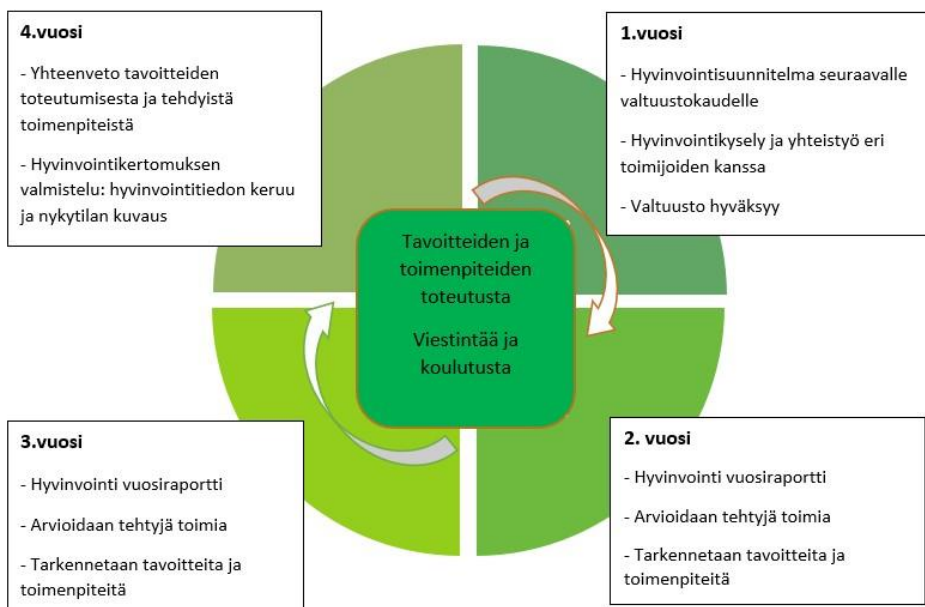 4.vuosi
- Yhteenveto tavoitteiden
toteutumisesta ja tehdyistä
toimenpiteistä
- Hyvinvointikertomuksen
valmistelu: hyvinvointitiedon keruu
ja nykytilan kuvaus
1.vuosi
- Hyvinvointisuunnitelma seuraavalle
valtuustokaudelle
- Hyvinvointikysely ja yhteistyö eri
toimijoiden kanssa
- Valtuusto hyväksyy
Tavoitteiden ja
toimenpiteiden
toteutusta
Viestintää ja
koulutusta
3.vuosi
- Hyvinvointi vuosiraportti
- Arvioidaan tehtyjä toimia
- Tarkennetaan tavoitteita ja
toimenpiteitä
2. vuosi
- Hyvinvointi vuosiraportti
- Arvioidaan tehtyjä toimia
- Tarkennetaan tavoitteita ja
toimenpiteitä